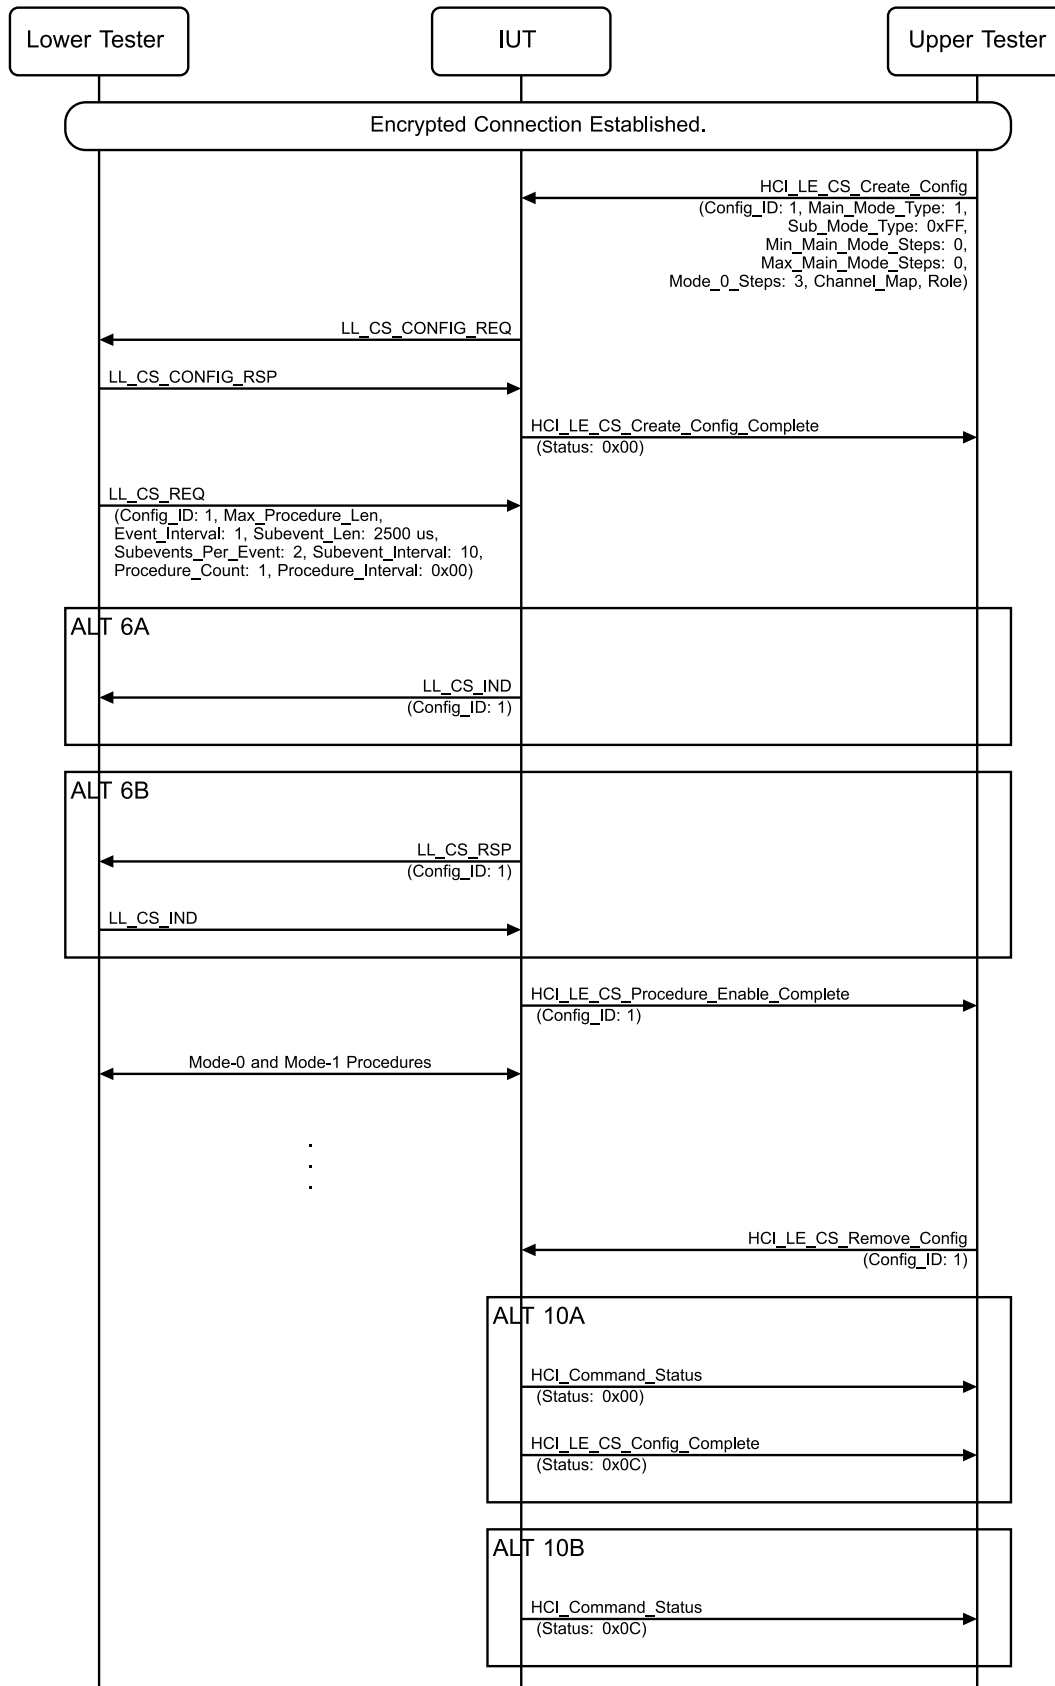 Lower Tester
IUT
Upper Tester
Encrypted Connection Established.
HCI_LE_CS_Create_Config
(Config_ID: 1, Main_Mode_Type: 1,
Sub_Mode_Type: 0xFF,
Min_Main_Mode_Steps: 0,
Max_Main_Mode_Steps: 0,
Mode_0_Steps: 3, Channel_Map, Role)
LL_CS_CONFIG_REQ
LL_CS_CONFIG_RSP
HCI_LE_CS_Create_Config_Complete
(Status: 0x00)
LL_CS_REQ
(Config_ID: 1, Max_Procedure_Len,
Event_Interval: 1, Subevent_Len: 2500 us,
Subevents_Per_Event: 2, Subevent_Interval: 10,
Procedure_Count: 1, Procedure_Interval: 0x00)
ALT 6A
LL_CS_IND
(Config_ID: 1)
ALT 6B
LL_CS_RSP
(Config_ID: 1)
LL_CS_IND
HCI_LE_CS_Procedure_Enable_Complete
(Config_ID: 1)
Mode-0 and Mode-1 Procedures
.
.
.
HCI_LE_CS_Remove_Config
(Config_ID: 1)
ALT 10A
HCI_Command_Status
(Status: 0x00)
HCI_LE_CS_Config_Complete
(Status: 0x0C)
ALT 10B
HCI_Command_Status
(Status: 0x0C)